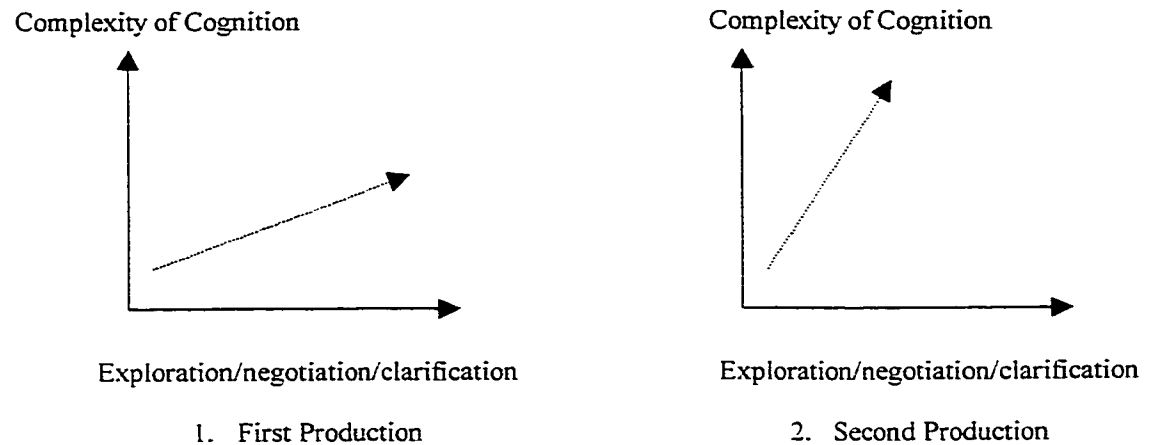 Complexity of Cognition
Exploration/negotiation/clarification
1. First Production
Complexity of Cognition
Exploration/negotiation/clarification
2. Second Production